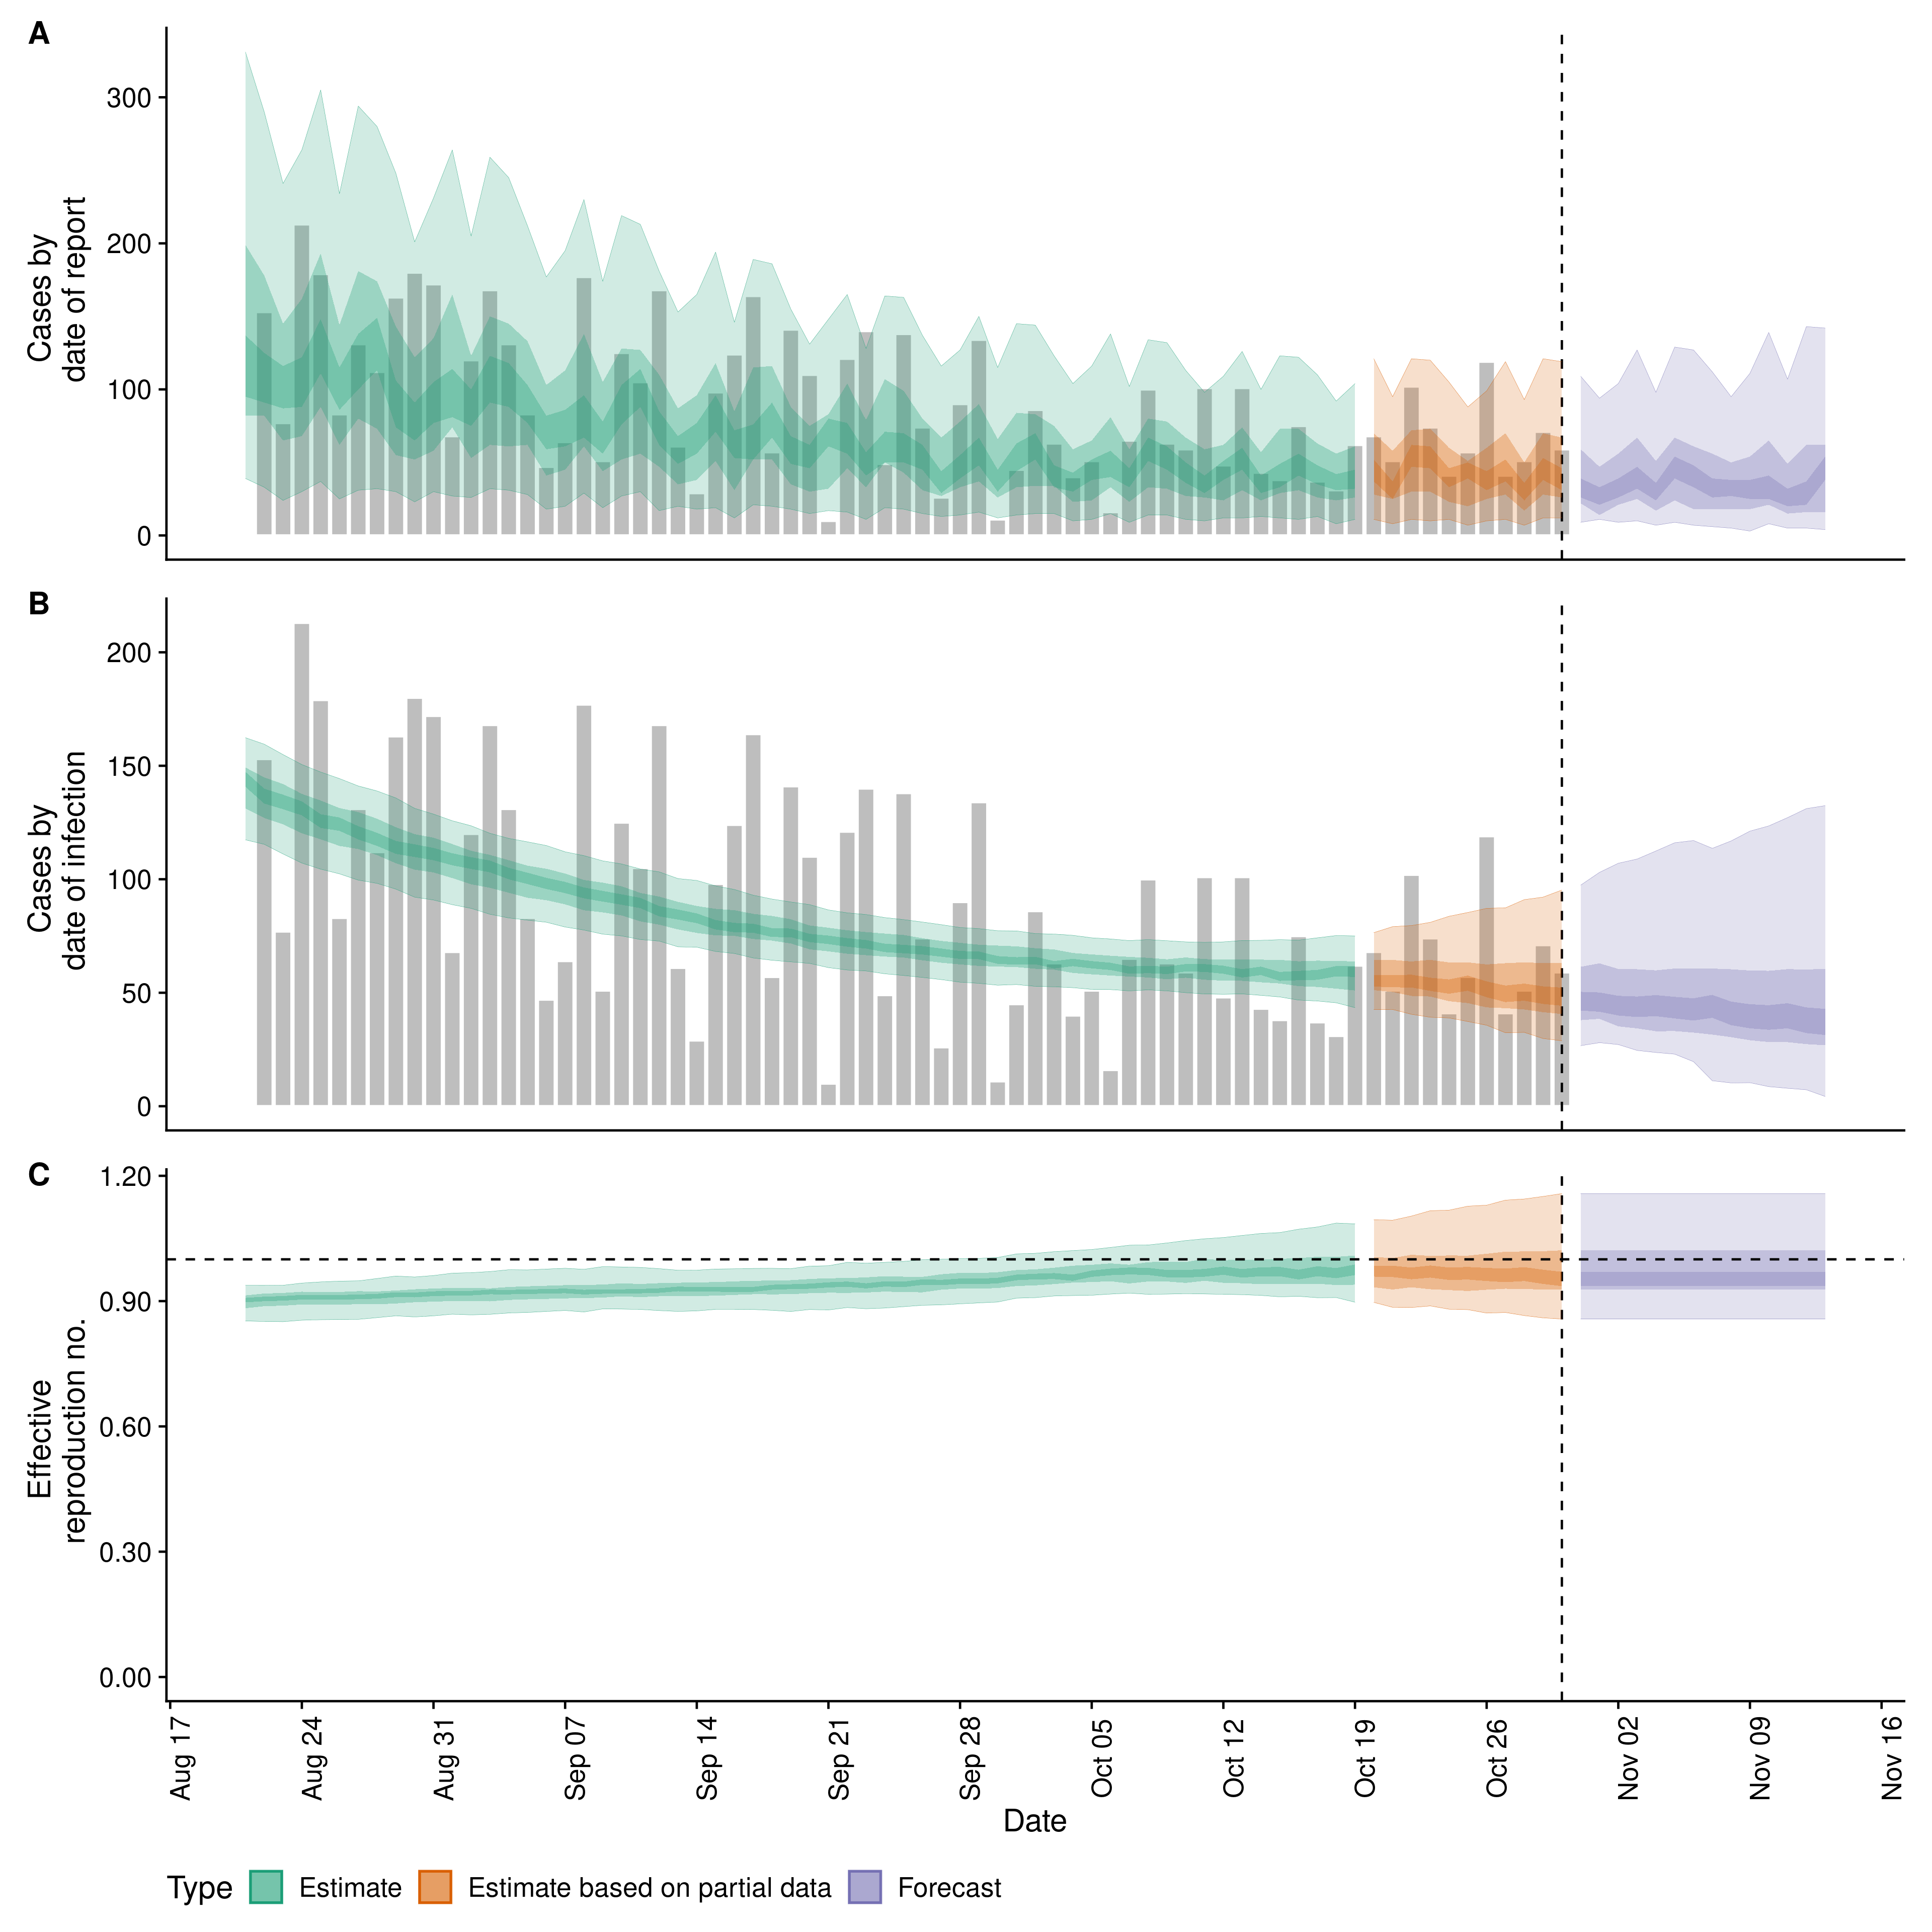 A
300
200
100
0
Cases by
date of report
B
200
150
100
50
0
Cases by
date of infection
C
1.20
0.90
0.60
0.30
0.00
Effective
reproduction no.
Aug 17
Aug 24
Aug 31
Sep 07
Sep 14
Sep 21
Sep 28
Oct 05
Oct 12
Oct 19
Oct 26
Nov 02
Nov 09
Nov 16
Date
Type Estimate Estimate based on partial data Forecast